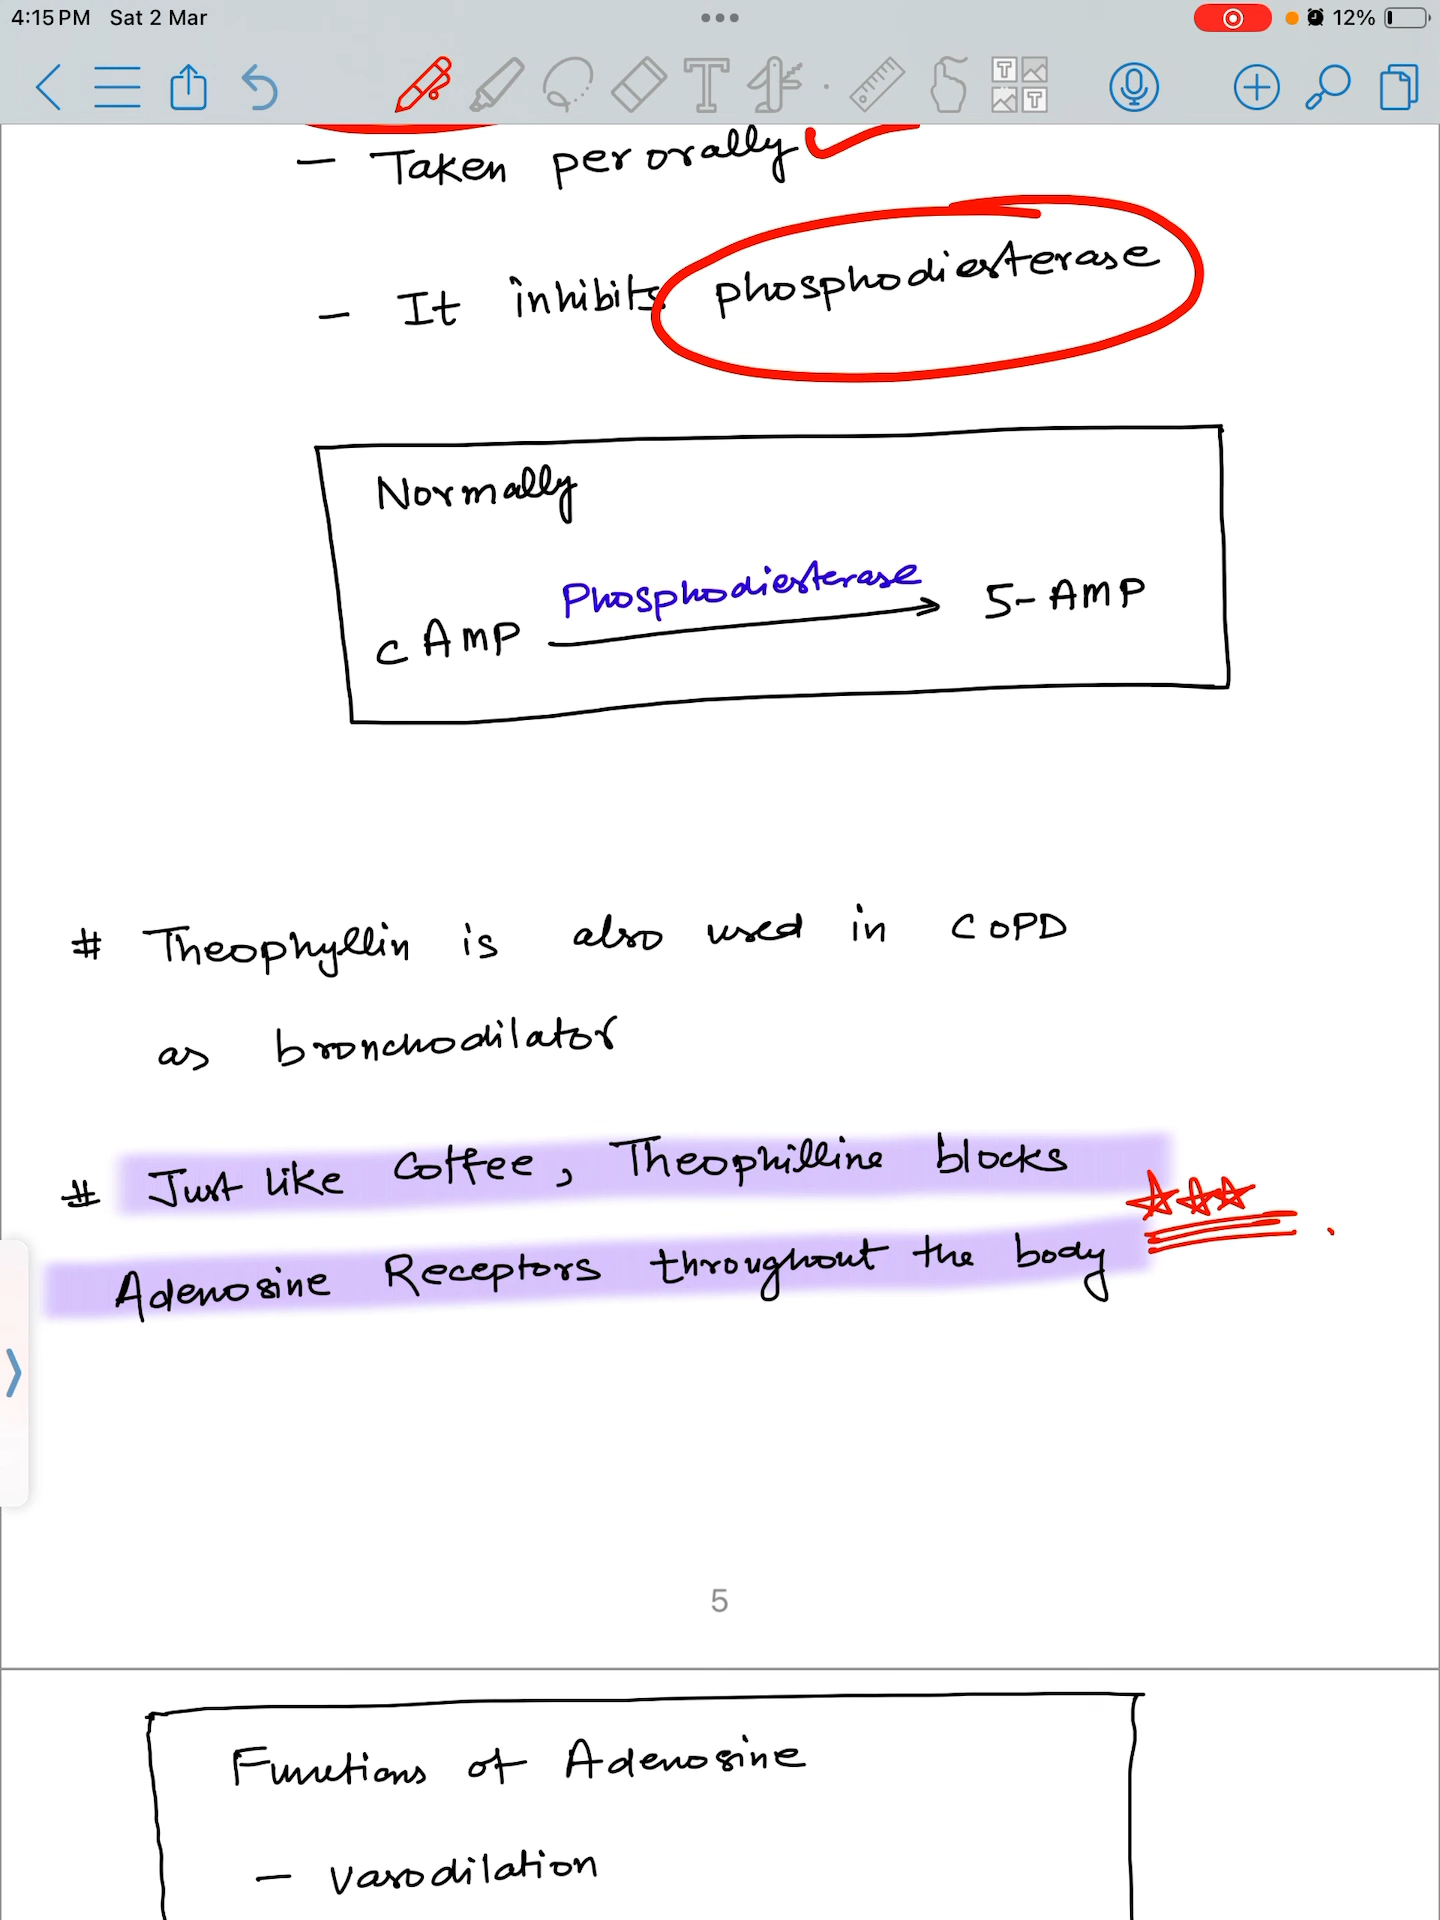 4:15 PM Sat 2 Mar
12%
- Taken per orally
- It inhibits phosphodiesterase
Normally
cAMP Phosphodiesterase 5-AMP
# Theophyllin is also used in COPD
as bronchodilator
# Just like Coffee, Theophilline blocks
Adenosine Receptors throughout the body
5
Functions of Adenosine
- vasodilation